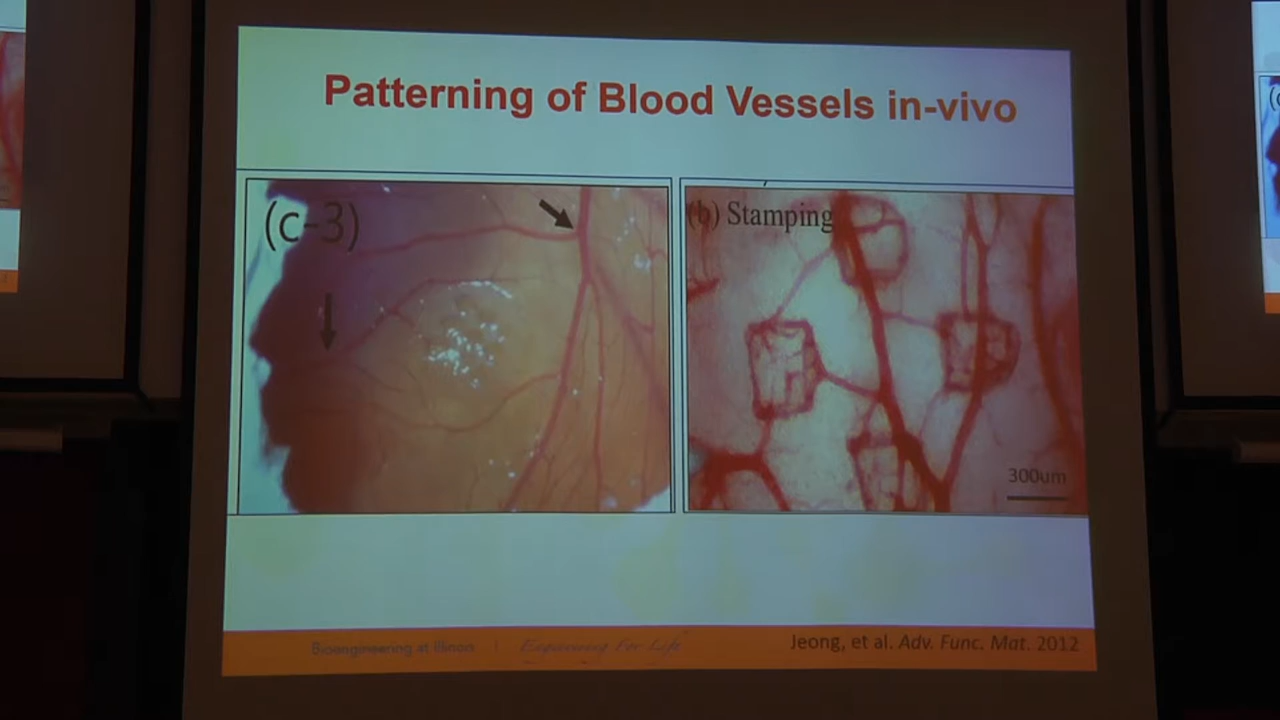 Patterning of Blood Vessels in-vivo
(c-3)
(b) Stamping
300um
Bioengineering at Illinois | Engineering For Life
Jeong, et al. Adv. Func. Mat. 2012